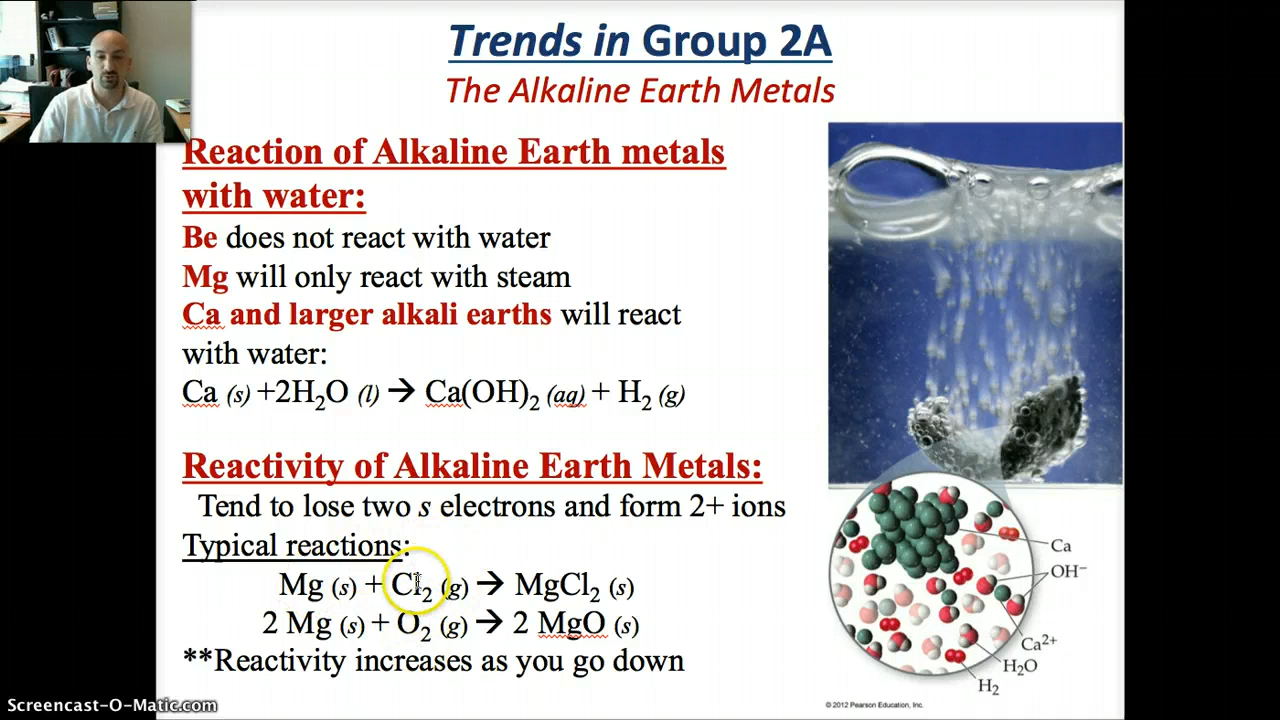 Trends in Group 2A
The Alkaline Earth Metals
Reaction of Alkaline Earth metals
with water:
Be does not react with water
Mg will only react with steam
Ca and larger alkali earths will react
with water:
Ca (s) +2H₂O (l) → Ca(OH)₂ (aq) + H₂ (g)
Reactivity of Alkaline Earth Metals:
Tend to lose two s electrons and form 2+ ions
Typical reactions:
Mg (s) + Cl₂ (g) → MgCl₂ (s)
2 Mg (s) + O₂ (g) → 2 MgO (s)
**Reactivity increases as you go down
Ca
OH⁻
Ca²⁺
H₂O
H₂
© 2012 Pearson Education, Inc.
Screencast-O-Matic.com